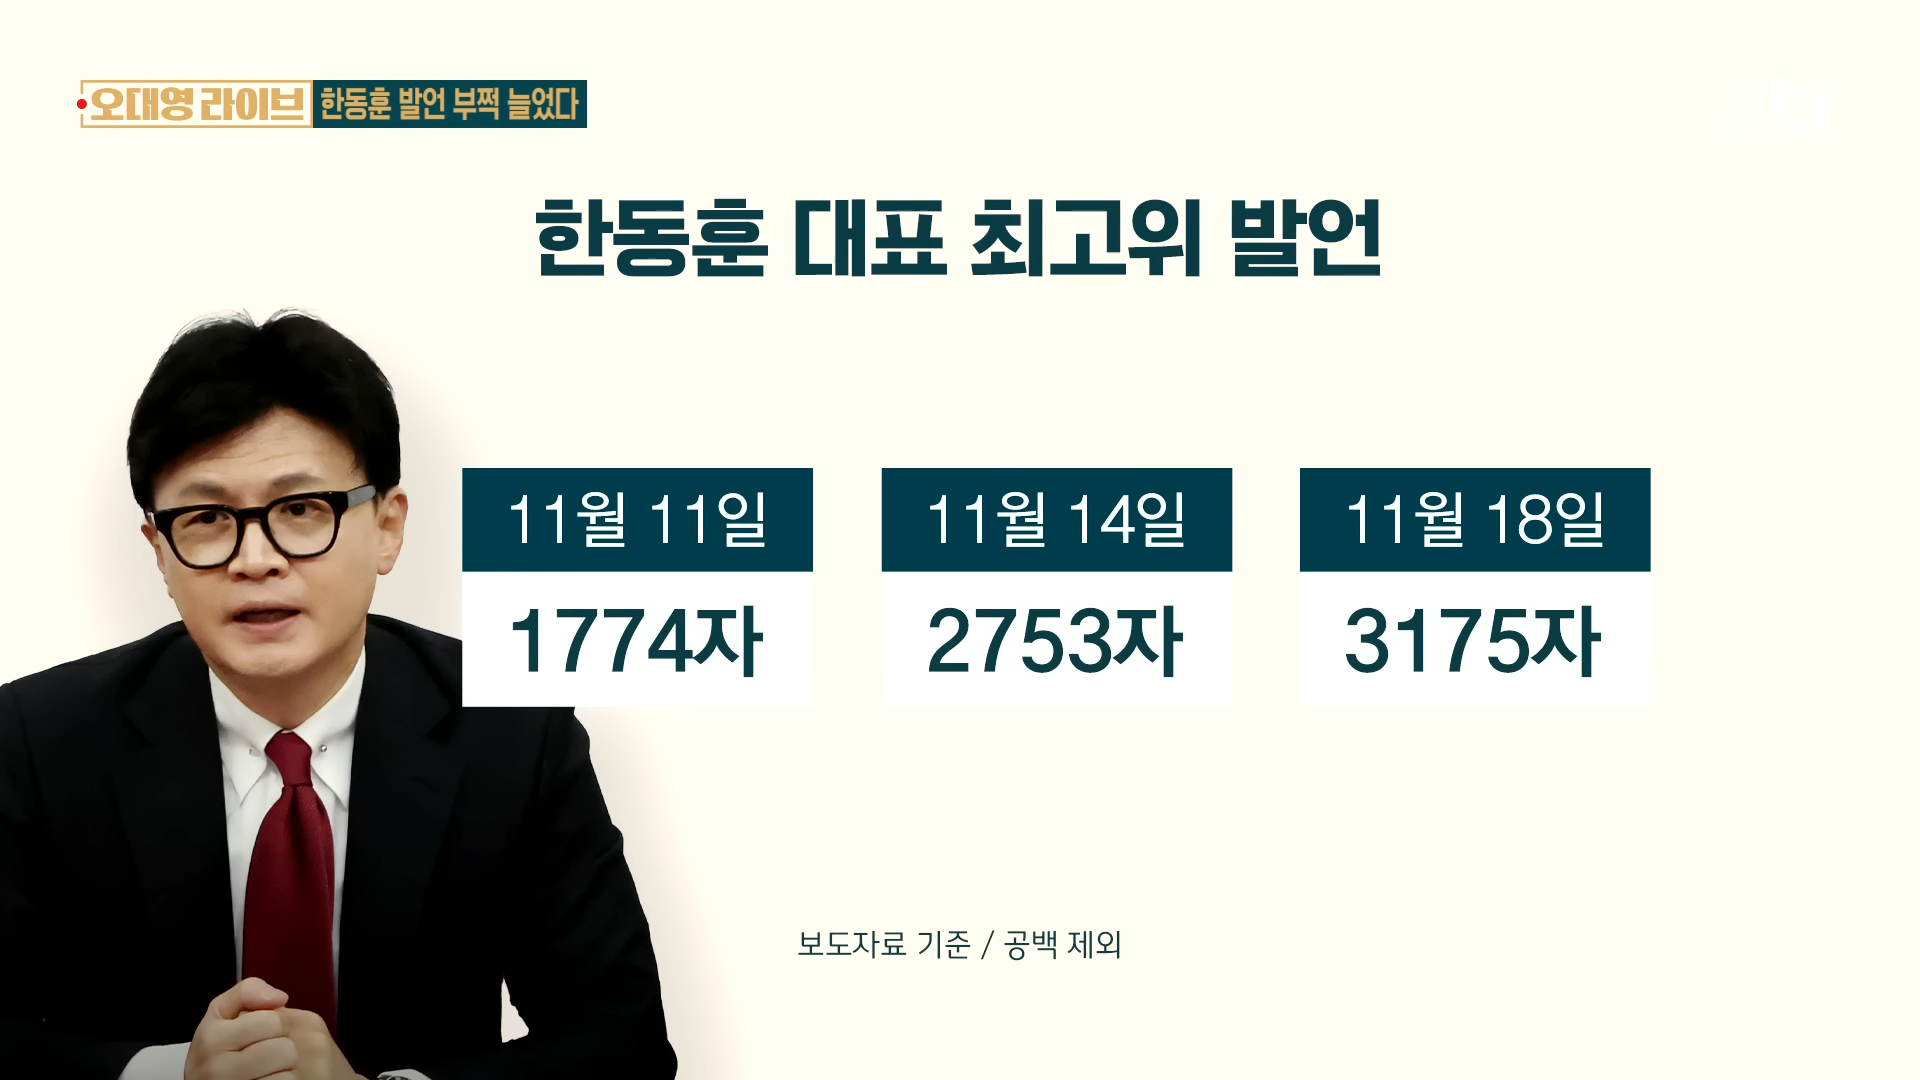 오대영 라이브 한동훈 발언 부쩍 늘었다
jtbc
한동훈 대표 최고위 발언
11월 11일 11월 14일 11월 18일
1774자 2753자 3175자
보도자료 기준 / 공백 제외